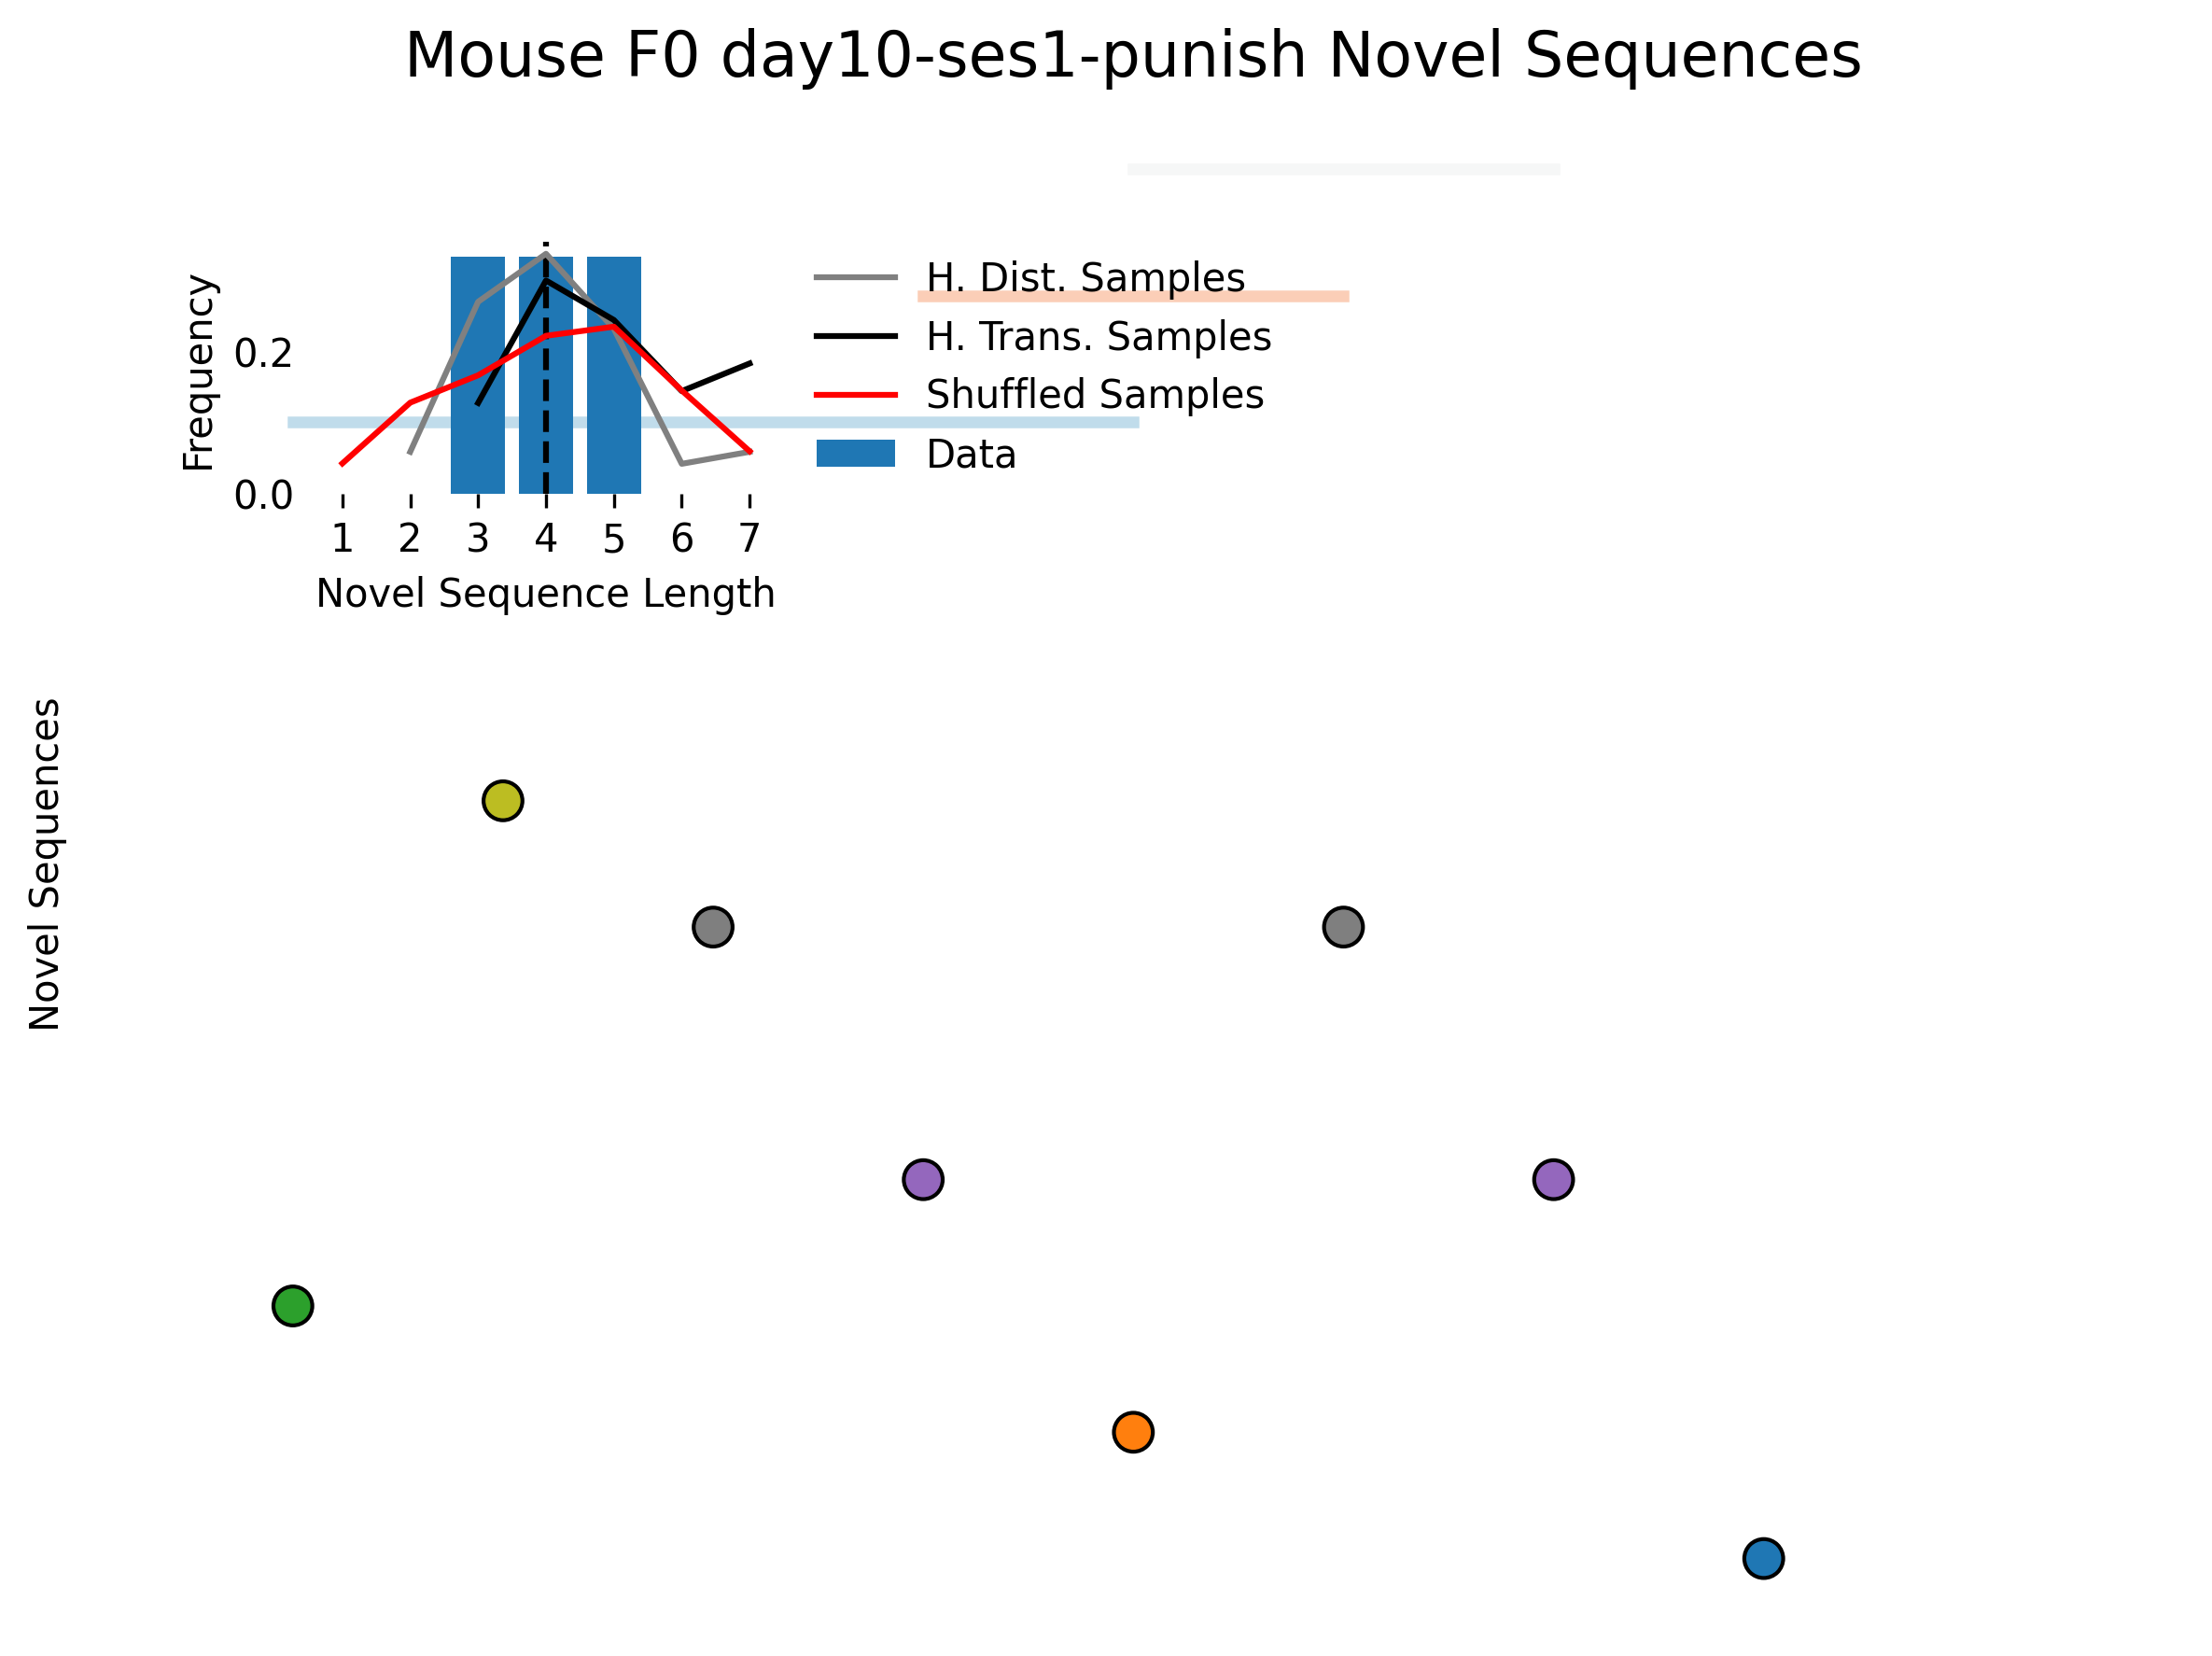 Mouse F0 day10-ses1-punish Novel Sequences
Frequency
0.2
0.0
1 2 3 4 5 6 7
Novel Sequence Length
H. Dist. Samples
H. Trans. Samples
Shuffled Samples
Data
Novel Sequences